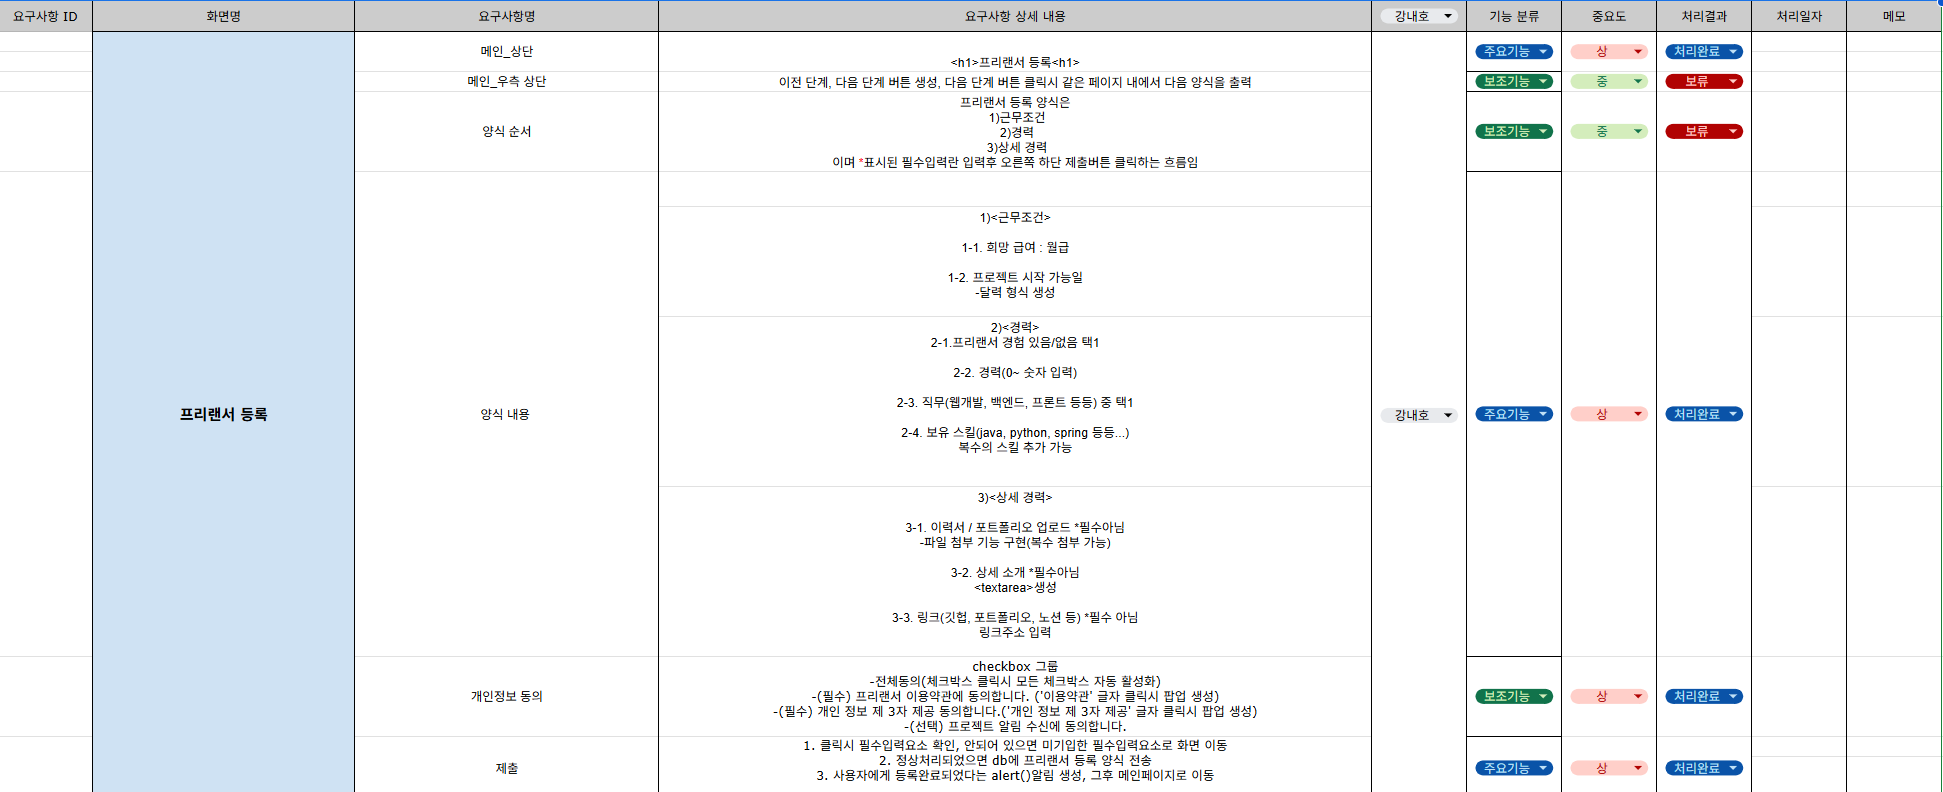 요구사항 ID 화면명 요구사항명 요구사항 상세 내용 강내호 기능 분류 중요도 처리결과 처리일자 메모
메인_상단
<h1>프리랜서 등록<h1>
주요기능 상 처리완료
메인_우측 상단
이전 단계, 다음 단계 버튼 생성, 다음 단계 버튼 클릭시 같은 페이지 내에서 다음 양식을 출력
보조기능 중 보류
양식 순서
프리랜서 등록 양식은
1)근무조건
2)경력
3)상세 경력
이며 *표시된 필수입력란 입력후 오른쪽 하단 제출버튼 클릭하는 흐름임
보조기능 중 보류
프리랜서 등록
양식 내용
1)<근무조건>
1-1. 희망 급여 : 월급
1-2. 프로젝트 시작 가능일
-달력 형식 생성
2)<경력>
2-1.프리랜서 경험 있음/없음 택1
2-2. 경력(0~ 숫자 입력)
2-3. 직무(웹개발, 백엔드, 프론트 등등) 중 택1
2-4. 보유 스킬(java, python, spring 등등...)
복수의 스킬 추가 가능
3)<상세 경력>
3-1. 이력서 / 포트폴리오 업로드 *필수아님
-파일 첨부 기능 구현(복수 첨부 가능)
3-2. 상세 소개 *필수아님
<textarea>생성
3-3. 링크(깃헙, 포트폴리오, 노션 등) *필수 아님
링크주소 입력
강내호 주요기능 상 처리완료
개인정보 동의
checkbox 그룹
-전체동의(체크박스 클릭시 모든 체크박스 자동 활성화)
-(필수) 프리랜서 이용약관에 동의합니다. ('이용약관' 글자 클릭시 팝업 생성)
-(필수) 개인 정보 제 3자 제공 동의합니다.('개인 정보 제 3자 제공' 글자 클릭시 팝업 생성)
-(선택) 프로젝트 알림 수신에 동의합니다.
보조기능 상 처리완료
제출
1. 클릭시 필수입력요소 확인, 안되어 있으면 미기입한 필수입력요소로 화면 이동
2. 정상처리되었으면 db에 프리랜서 등록 양식 전송
3. 사용자에게 등록완료되었다는 alert()알림 생성, 그후 메인페이지로 이동
주요기능 상 처리완료